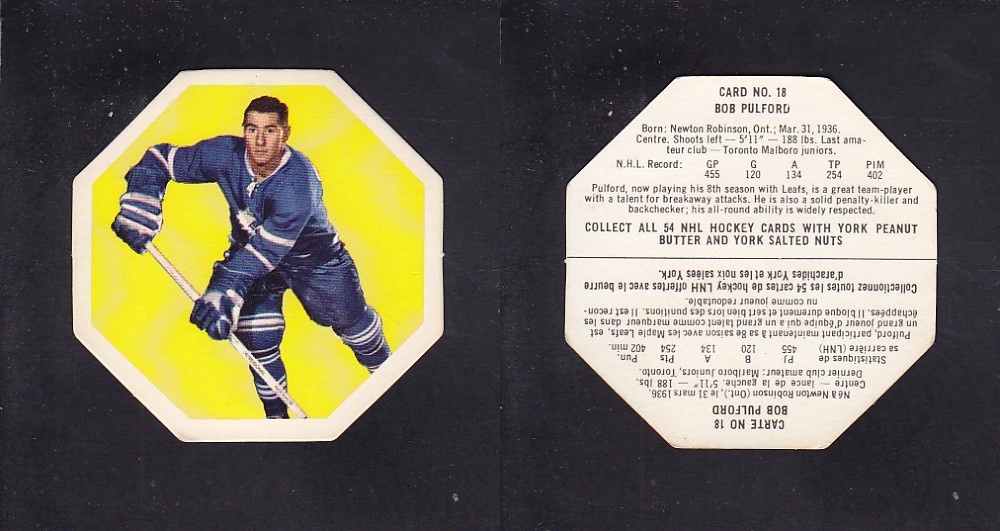 CARD NO. 18
BOB PULFORD
Born: Newton Robinson, Ont.; Mar. 31, 1936.
Centre. Shoots left — 5'11" — 188 lbs. Last ama-
teur club — Toronto Malboro juniors.
N.H.L. Record: GP G A TP PIM
455 120 134 254 402
Pulford, now playing his 8th season with Leafs, is a great team-player
with a talent for breakaway attacks. He is also a solid penalty-killer and
backchecker; his all-round ability is widely respected.
COLLECT ALL 54 NHL HOCKEY CARDS WITH YORK PEANUT
BUTTER AND YORK SALTED NUTS
CARTE NO 18
BOB PULFORD
Né à Newton Robinson (Ont.), le 31 mars 1936.
Centre — lance de la gauche. 5'11" — 188 lbs.
Dernier club amateur: Marlboro Juniors, Toronto.
Statistiques de PJ B A Pts Pun.
sa carrière (LNH) 455 120 134 254 402 min.
Pulford, participant maintenant à sa 8e saison avec les Maple Leafs, est
un grand joueur d'équipe qui a un grand talent comme marqueur dans les
échappées. Il bloque durement et sert bien lors des punitions. Il est recon-
nu comme joueur redoutable.
Collectionnez toutes les 54 cartes de hockey LNH offertes avec le beurre
d'arachides York et les noix salées York.